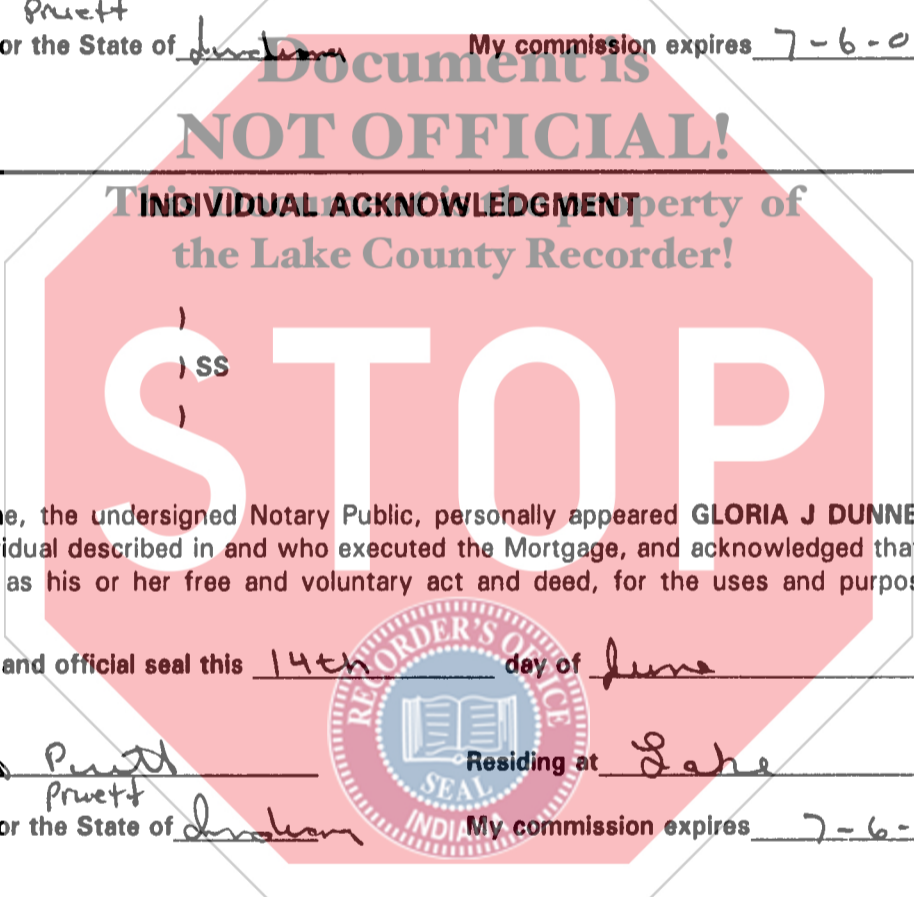 Pruett
or the State of Indiana My commission expires 7-6-0
Document is
NOT OFFICIAL!
INDIVIDUAL ACKNOWLEDGMENT
This Document is the property of
the Lake County Recorder!
)
) SS
)
STOP
e, the undersigned Notary Public, personally appeared GLORIA J DUNNE
idual described in and who executed the Mortgage, and acknowledged tha
as his or her free and voluntary act and deed, for the uses and purpos
and official seal this 14th day of June
RECORDER'S OFFICE
SEAL
INDIANA
Pruett Residing at Lake
Pruett
or the State of Indiana My commission expires 7-6-